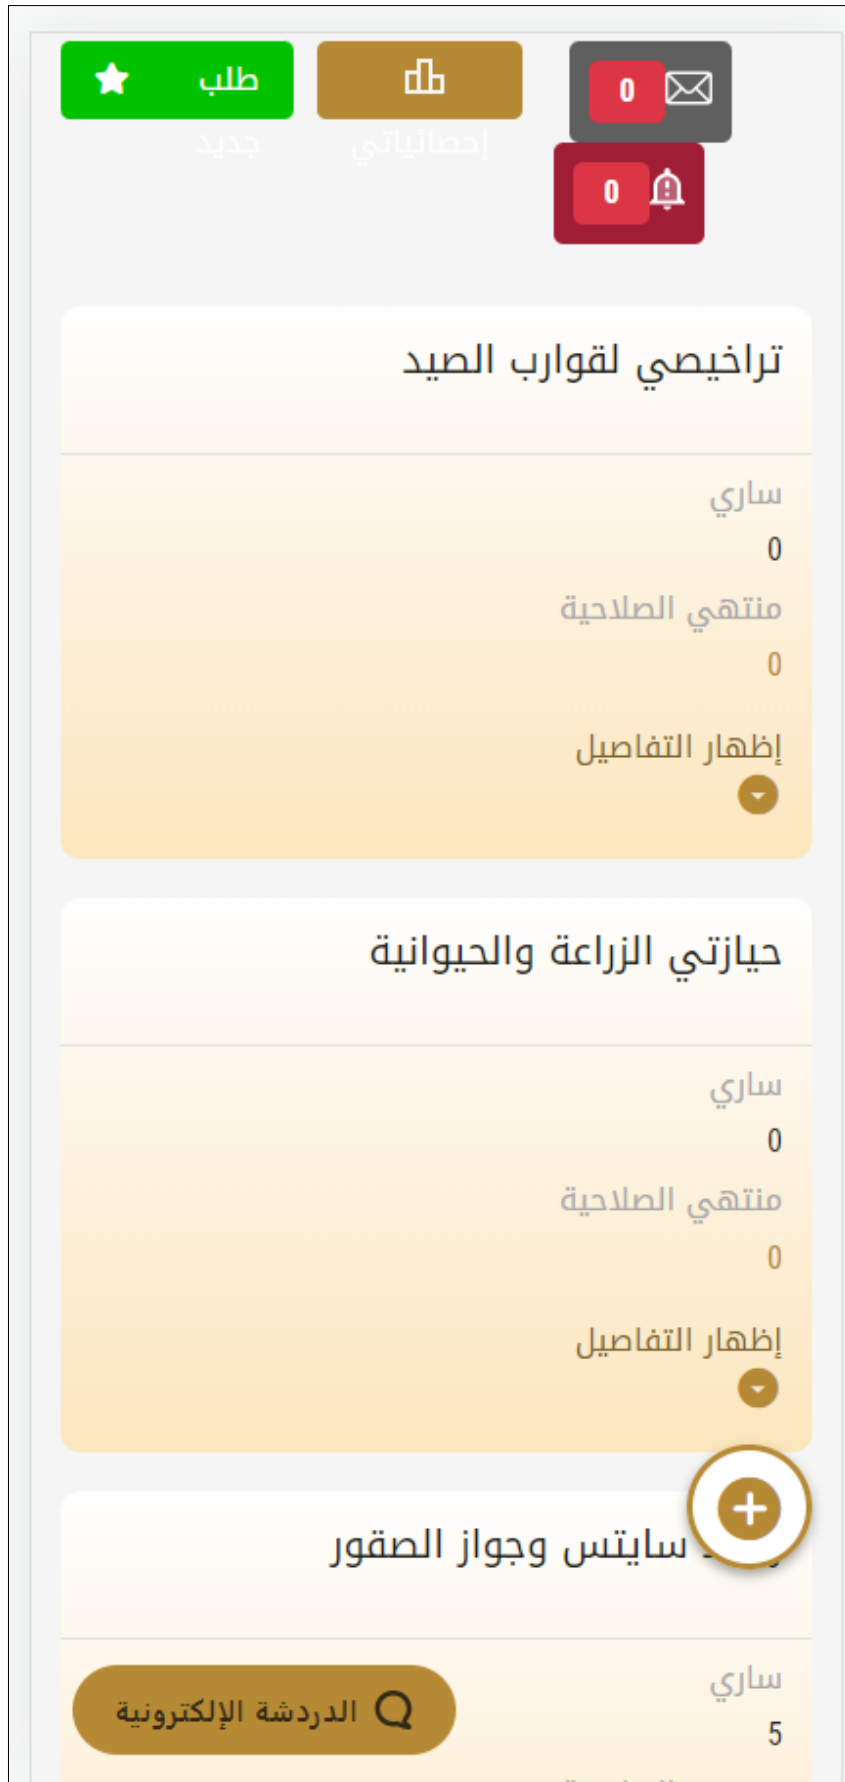 0
إحصائياتي
طلب
جديد
0
تراخيصي لقوارب الصيد
ساري
0
منتهي الصلاحية
0
إظهار التفاصيل
حيازتي الزراعة والحيوانية
ساري
0
منتهي الصلاحية
0
إظهار التفاصيل
سايتس وجواز الصقور
ساري
5
الدردشة الإلكترونية